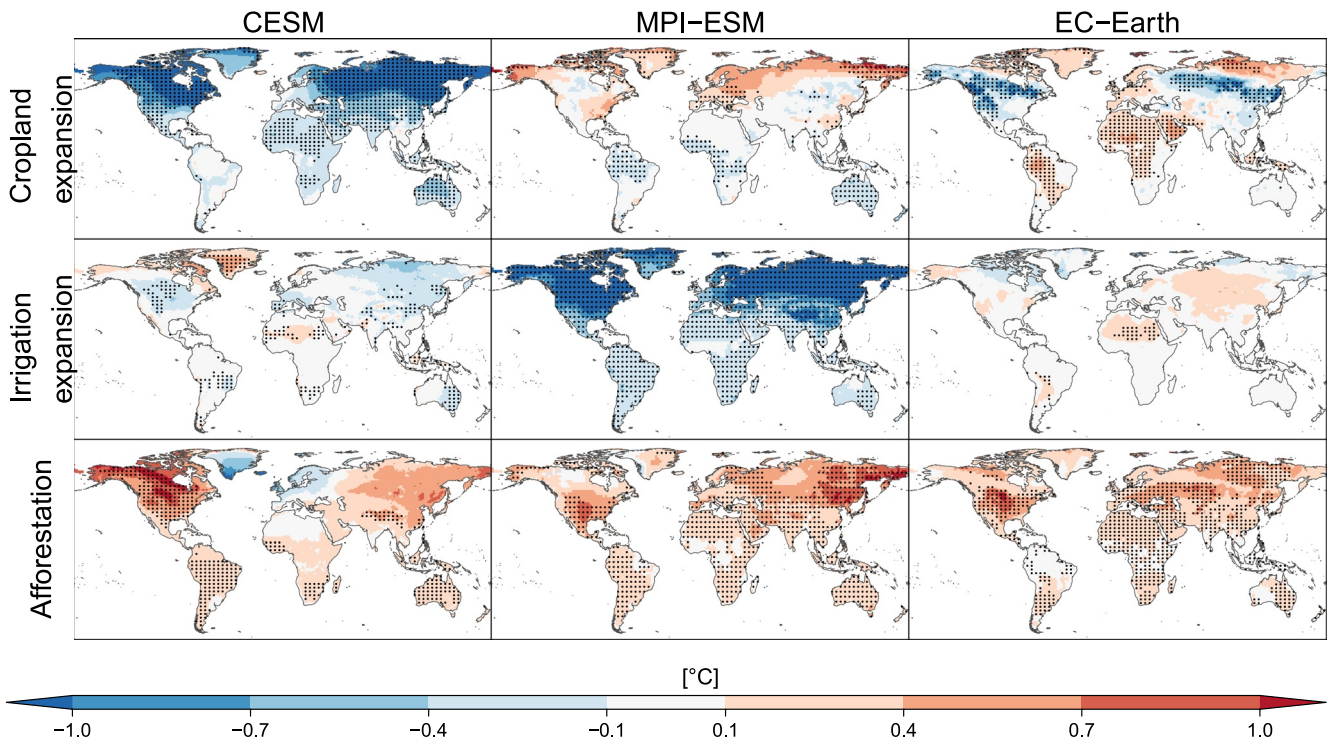 CESM MPI−ESM EC−Earth
Cropland
expansion
Irrigation
expansion
Afforestation
[°C]
−1.0 −0.7 −0.4 −0.1 0.1 0.4 0.7 1.0